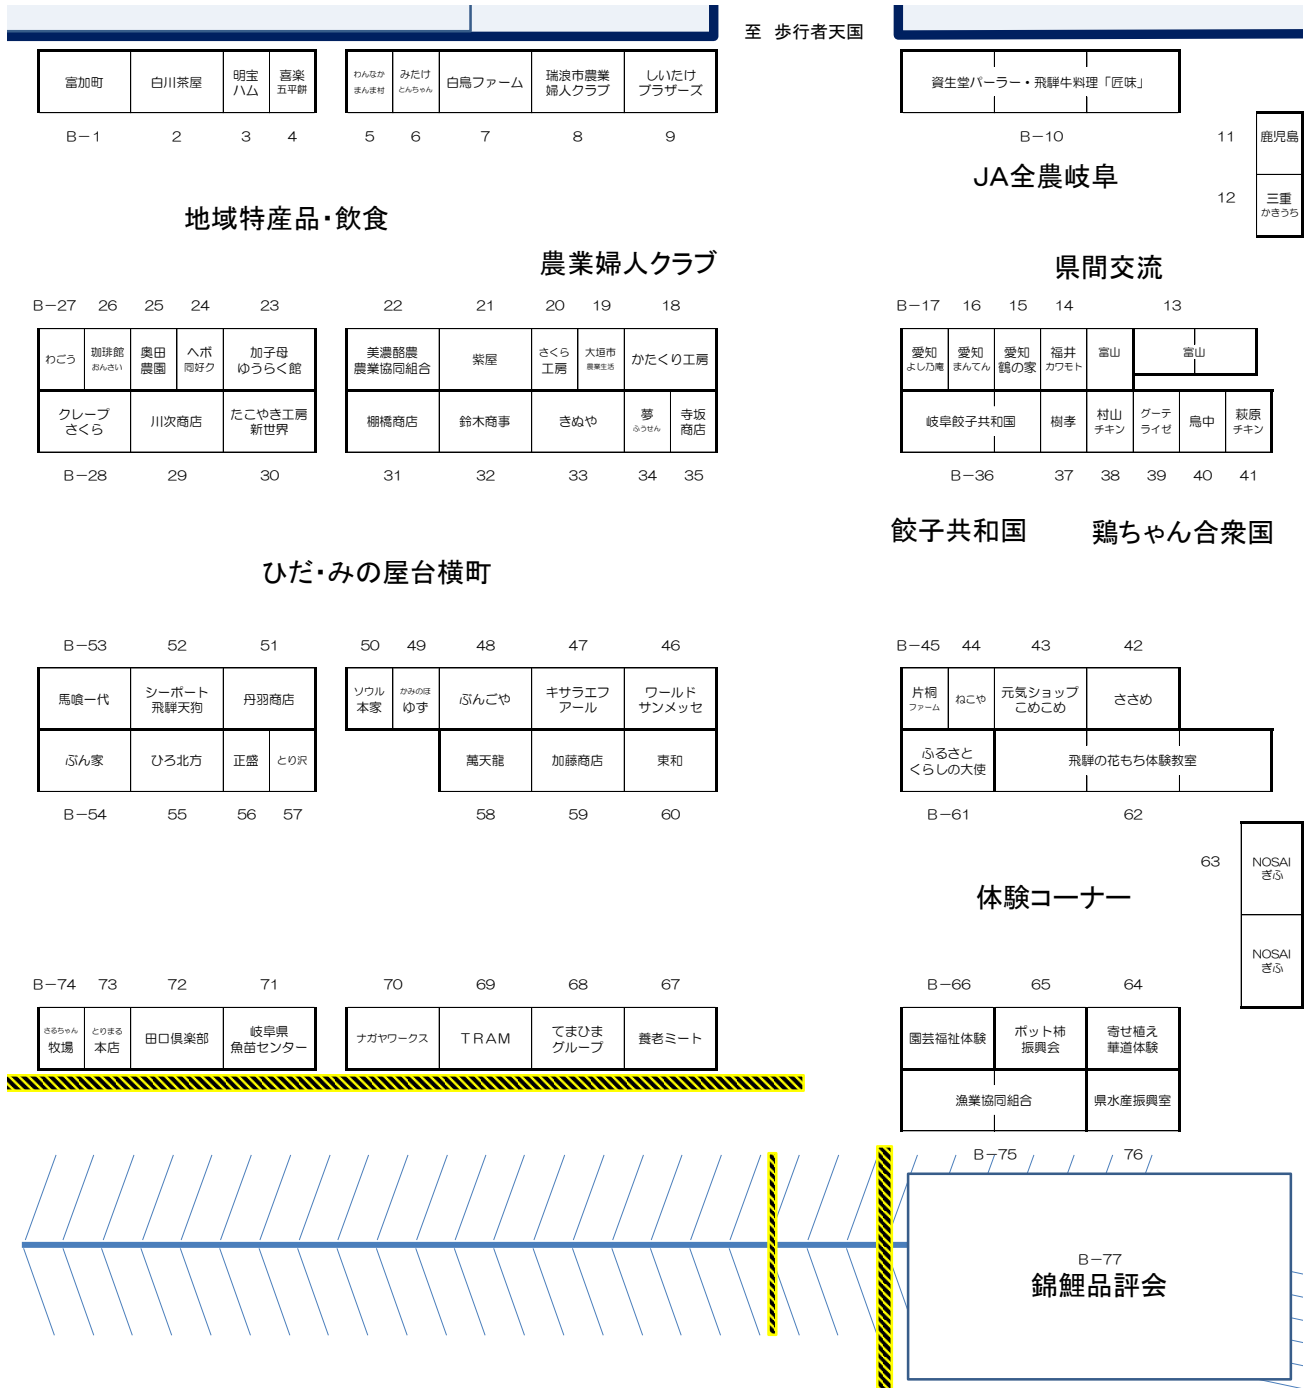 至 歩行者天国
富加町
白川茶屋
明宝
ハム
喜楽
五平餅
わんなか
まんま村
みたけ
とんちゃん
白鳥ファーム
瑞浪市農業
婦人クラブ
しいたけ
ブラザーズ
資生堂パーラー・飛騨牛料理「匠味」
B-1 2 3 4 5 6 7 8 9 B-10
11 鹿児島
12 三重
かきうち
JA全農岐阜
地域特産品・飲食
農業婦人クラブ
県間交流
B-27 26 25 24 23 22 21 20 19 18 B-17 16 15 14 13
わごう
珈琲館
おんさい
奥田
農園
ヘボ
同好ク
加子母
ゆうらく館
美濃酪農
農業協同組合
紫屋
さくら
工房
大垣市
農業生活
かたくり工房
愛知
よし乃庵
愛知
まんてん
愛知
鶴の家
福井
カワモト
富山
富山
クレープ
さくら
川次商店
たこやき工房
新世界
棚橋商店
鈴木商事
きぬや
夢
ふうせん
寺坂
商店
岐阜餃子共和国
樹孝
村山
チキン
グーテ
ライゼ
鳥中
萩原
チキン
B-28 29 30 31 32 33 34 35 B-36 37 38 39 40 41
餃子共和国
鶏ちゃん合衆国
ひだ・みの屋台横町
B-53 52 51 50 49 48 47 46 B-45 44 43 42
馬喰一代
シーポート
飛騨天狗
丹羽商店
ソウル
本家
かみのほ
ゆず
ぶんごや
キサラエフ
アール
ワールド
サンメッセ
片桐
ファーム
ねこや
元気ショップ
こめこめ
ささめ
ぶん家
ひろ北方
正盛
とり沢
萬天龍
加藤商店
東和
ふるさと
くらしの大使
飛騨の花もち体験教室
B-54 55 56 57 58 59 60 B-61 62
63 NOSAI
ぎふ
体験コーナー
NOSAI
ぎふ
B-74 73 72 71 70 69 68 67 B-66 65 64
さるちゃん
牧場
とりまる
本店
田口倶楽部
岐阜県
魚苗センター
ナガヤワークス
TRAM
てまひま
グループ
養老ミート
園芸福祉体験
ポット柿
振興会
寄せ植え
華道体験
漁業協同組合
県水産振興室
B-75 76
B-77
錦鯉品評会